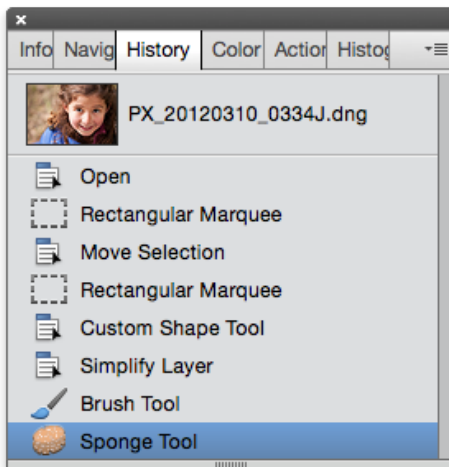 Info Navig History Color Action Histog
PX_20120310_0334J.dng
Open
Rectangular Marquee
Move Selection
Rectangular Marquee
Custom Shape Tool
Simplify Layer
Brush Tool
Sponge Tool